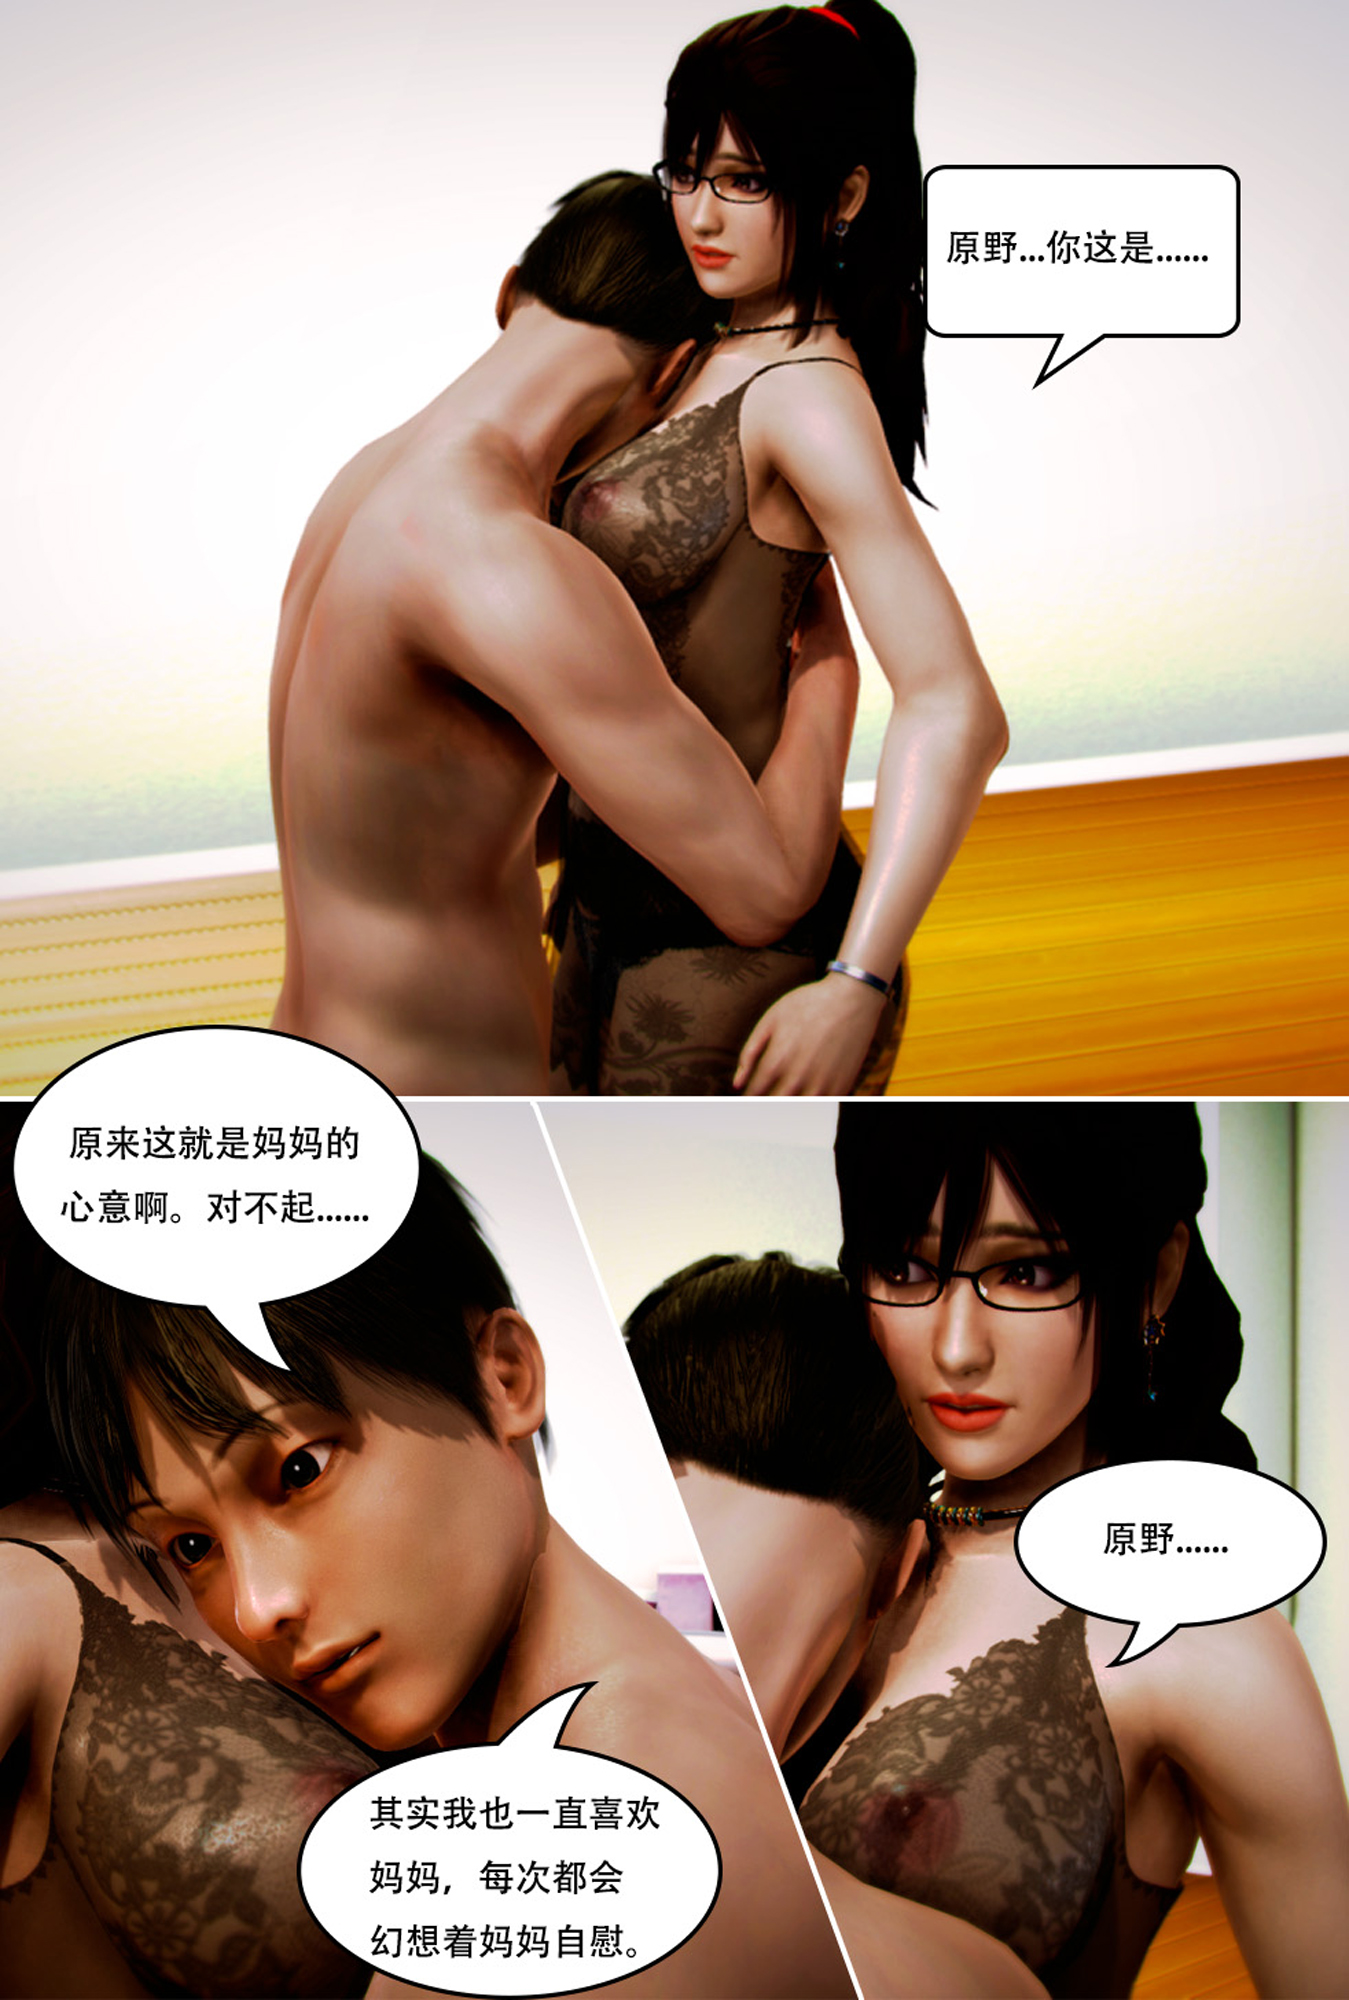 原野...你这是......
原来这就是妈妈的
心意啊。对不起......
原野......
其实我也一直喜欢
妈妈，每次都会
幻想着妈妈自慰。